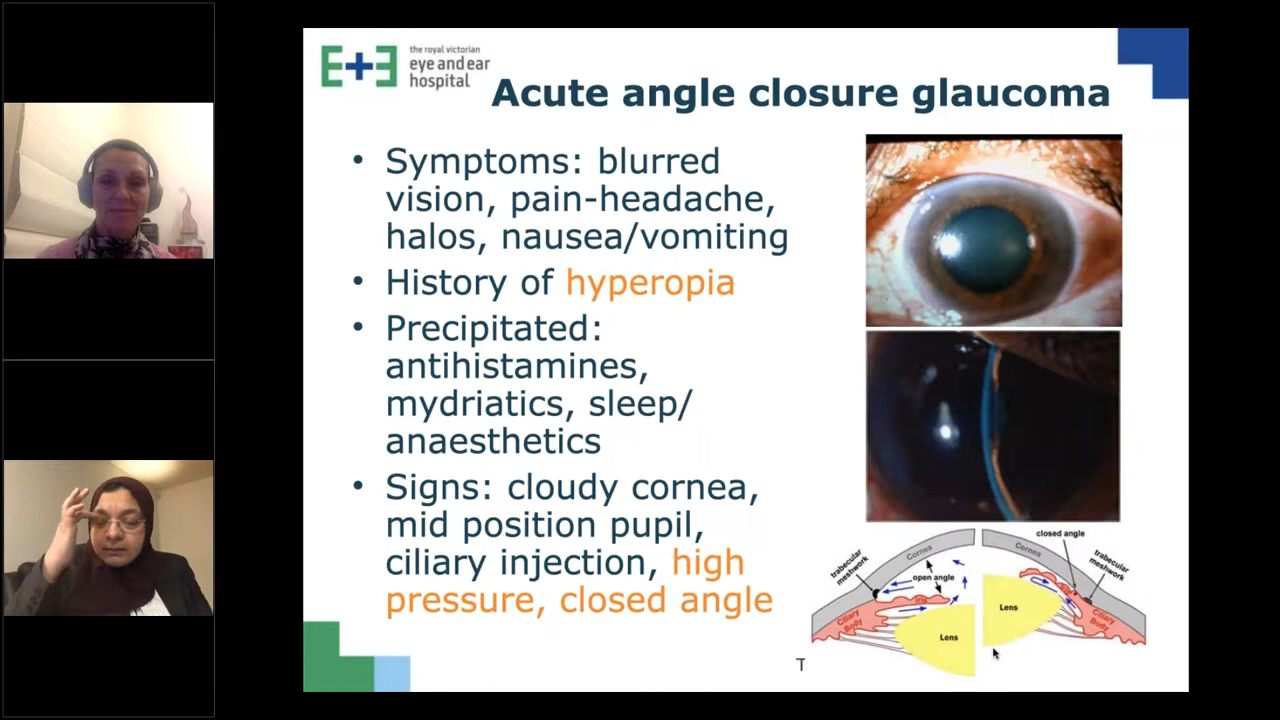 the royal victorian
eye and ear
hospital
Acute angle closure glaucoma
• Symptoms: blurred
vision, pain-headache,
halos, nausea/vomiting
• History of hyperopia
• Precipitated:
antihistamines,
mydriatics, sleep/
anaesthetics
• Signs: cloudy cornea,
mid position pupil,
ciliary injection, high
pressure, closed angle
trabecular
meshwork
Cornea
open angle
Ciliary
Body
Lens
closed angle
Cornea
trabecular
meshwork
Lens
Ciliary
Body
T